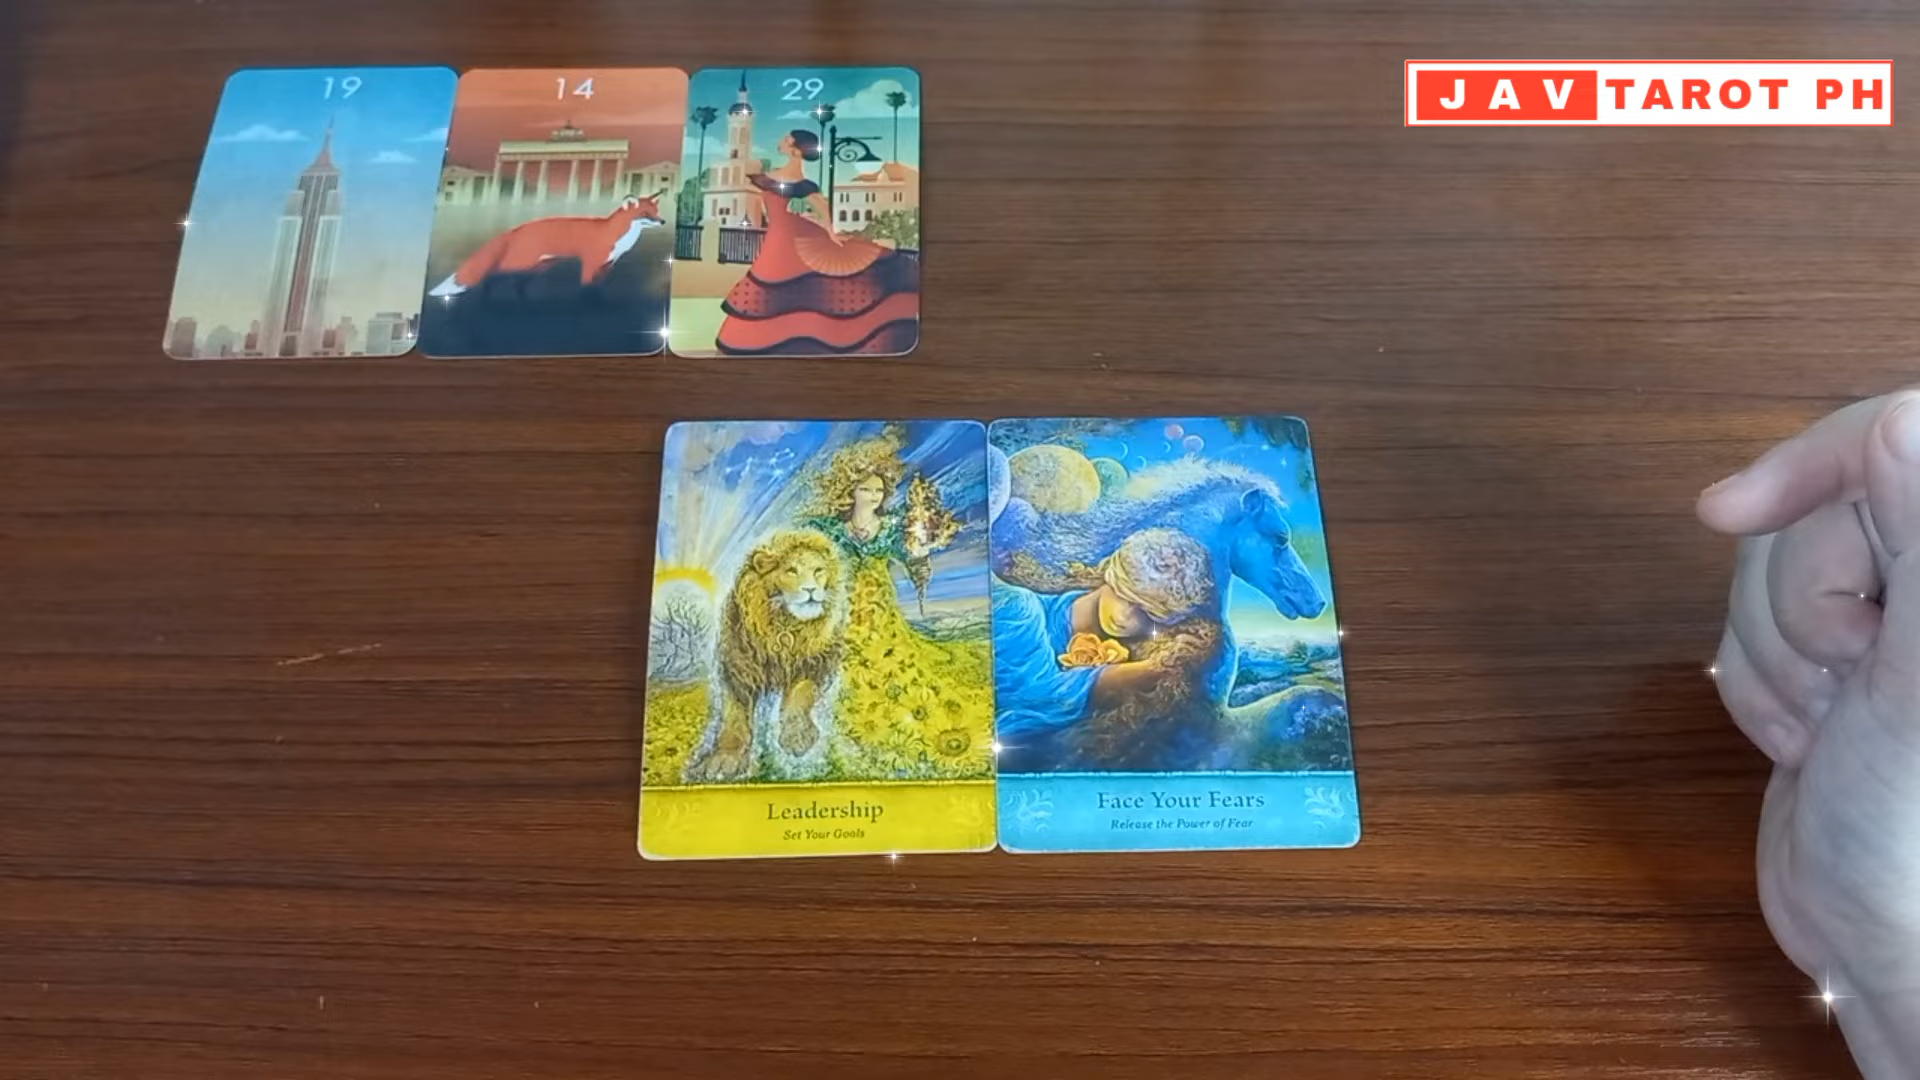 19
14
29
JAV TAROT PH
Leadership
Set Your Goals
Face Your Fears
Release the Power of Fear